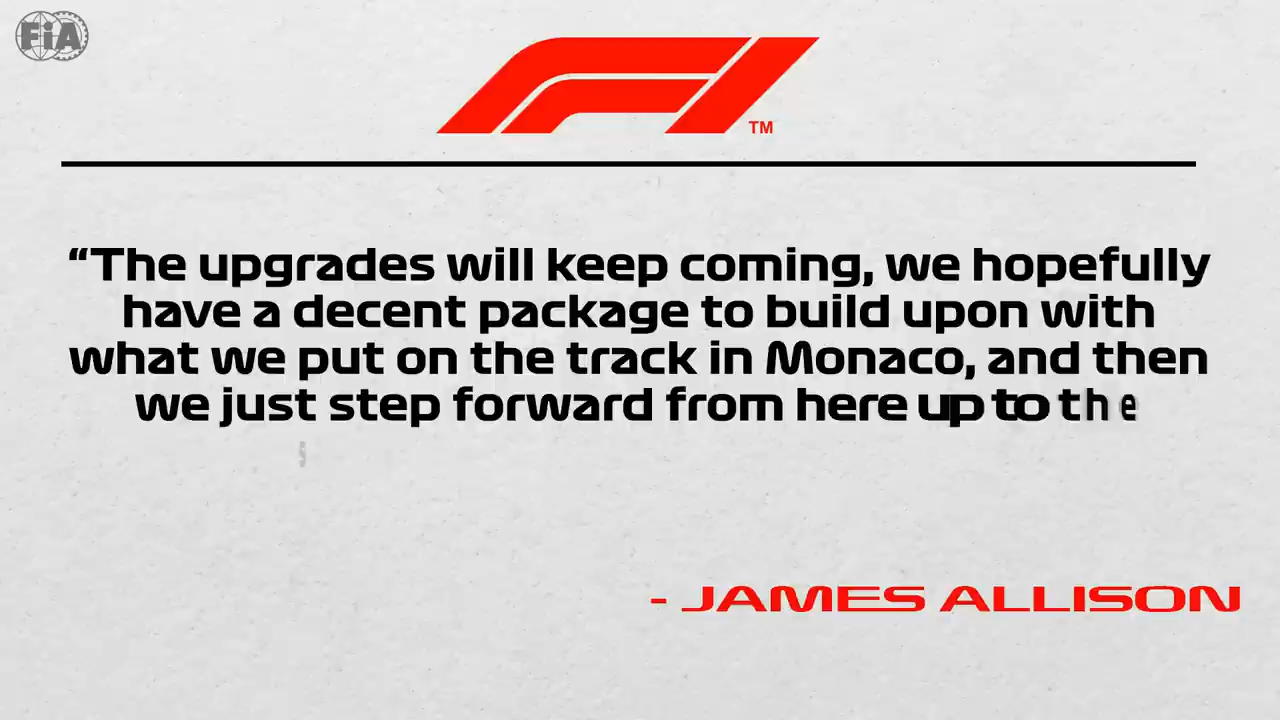 FiA
F1
TM
“The upgrades will keep coming, we hopefully
have a decent package to build upon with
what we put on the track in Monaco, and then
we just step forward from here up to the
s
- JAMES ALLISON